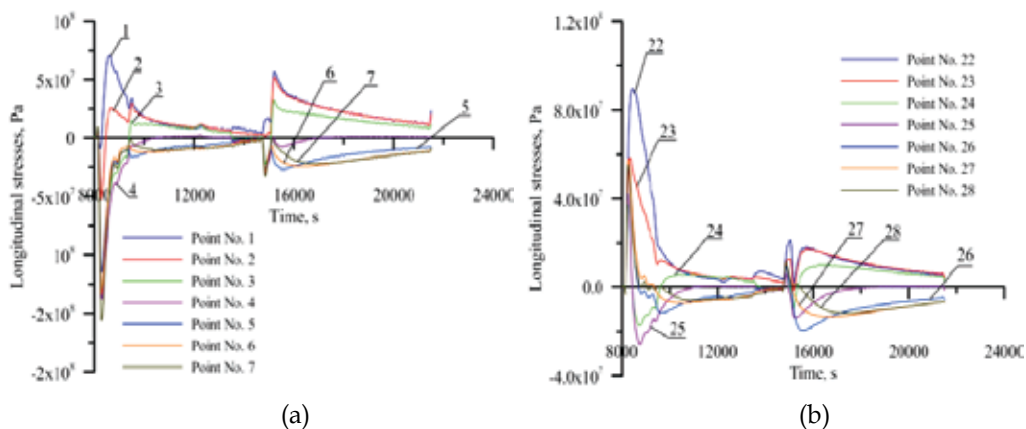 10⁸
5x10⁷
0
-5x10⁷
10⁸
-2x10⁸
-2x10⁸
Longitudinal stresses, Pa
8000
12000
16000
20000
24000
Time, s
1
2
3
4
5
6
7
Point No. 1
Point No. 2
Point No. 3
Point No. 4
Point No. 5
Point No. 6
Point No. 7
(a)
8.0x10⁷
4.0x10⁷
0.0
Longitudinal stresses, Pa
8000
12000
16000
20000
24000
Time, s
22
23
24
25
26
27
28
Point No. 22
Point No. 23
Point No. 24
Point No. 25
Point No. 26
Point No. 27
Point No. 28
(b)